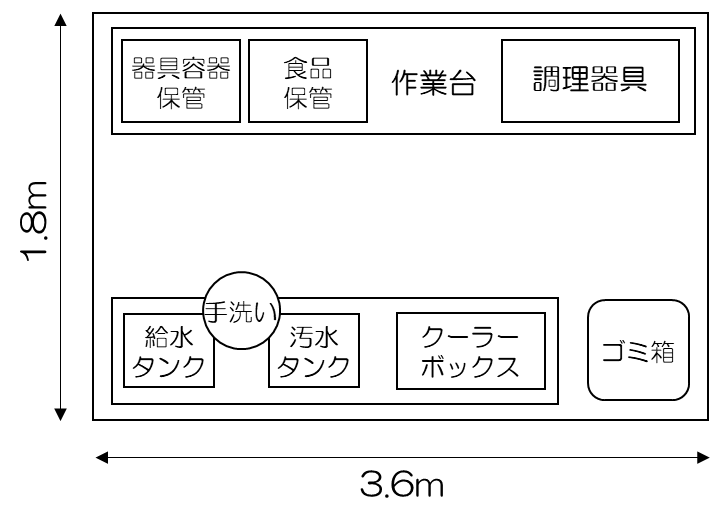 器具容器
保管
食品
保管
作業台
調理器具
1.8m
手洗い
給水
タンク
汚水
タンク
クーラー
ボックス
ゴミ箱
3.6m